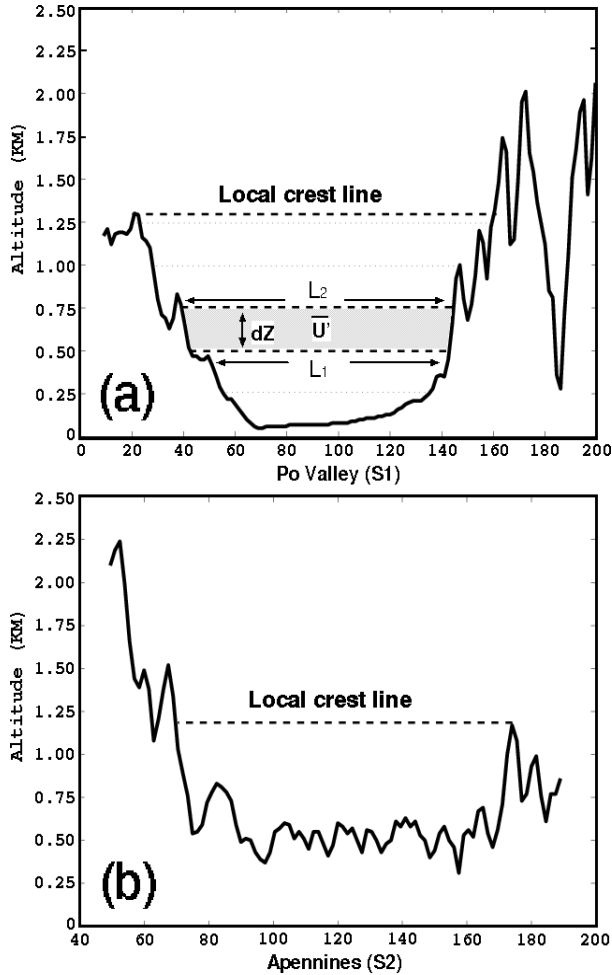 2.50
2.25
2.00
1.75
1.50
1.25
1.00
0.75
0.50
0.25
0
Altitude (KM)
Local crest line
L2
dZ
U'
L1
(a)
0 20 40 60 80 100 120 140 160 180 200
Po Valley (S1)
2.50
2.25
2.00
1.75
1.50
1.25
1.00
0.75
0.50
0.25
0
Altitude (KM)
Local crest line
(b)
40 60 80 100 120 140 160 180 200
Apennines (S2)